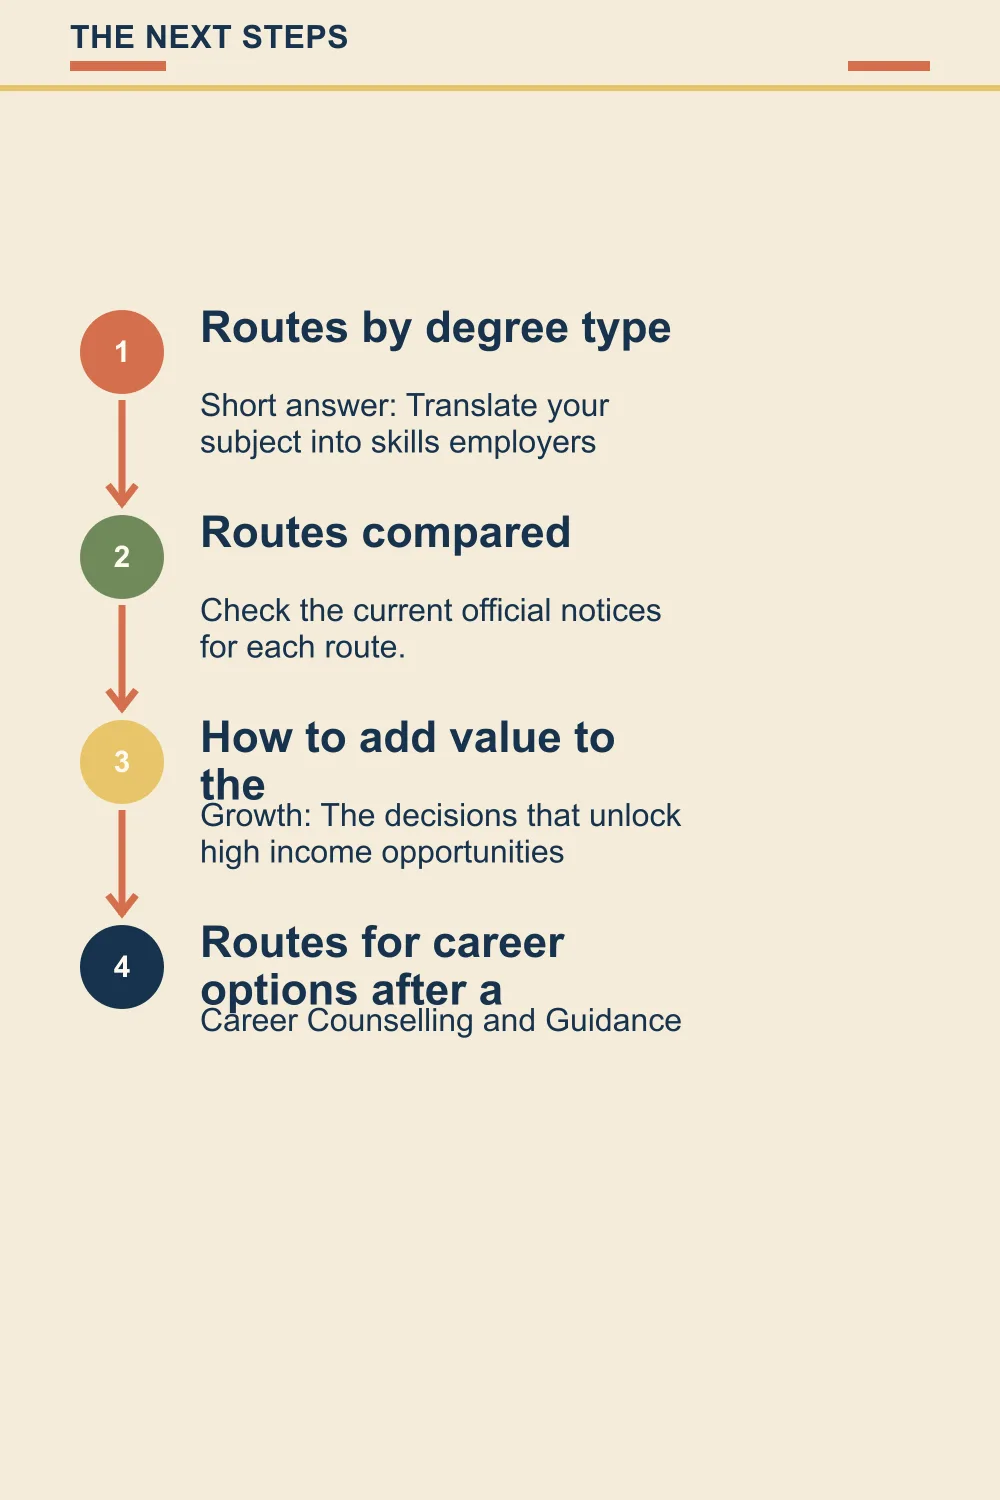 THE NEXT STEPS
1
Routes by degree type
Short answer: Translate your
subject into skills employers
2
Routes compared
Check the current official notices
for each route.
3
How to add value to
the
Growth: The decisions that unlock
high income opportunities
4
Routes for career
options after a
Career Counselling and Guidance